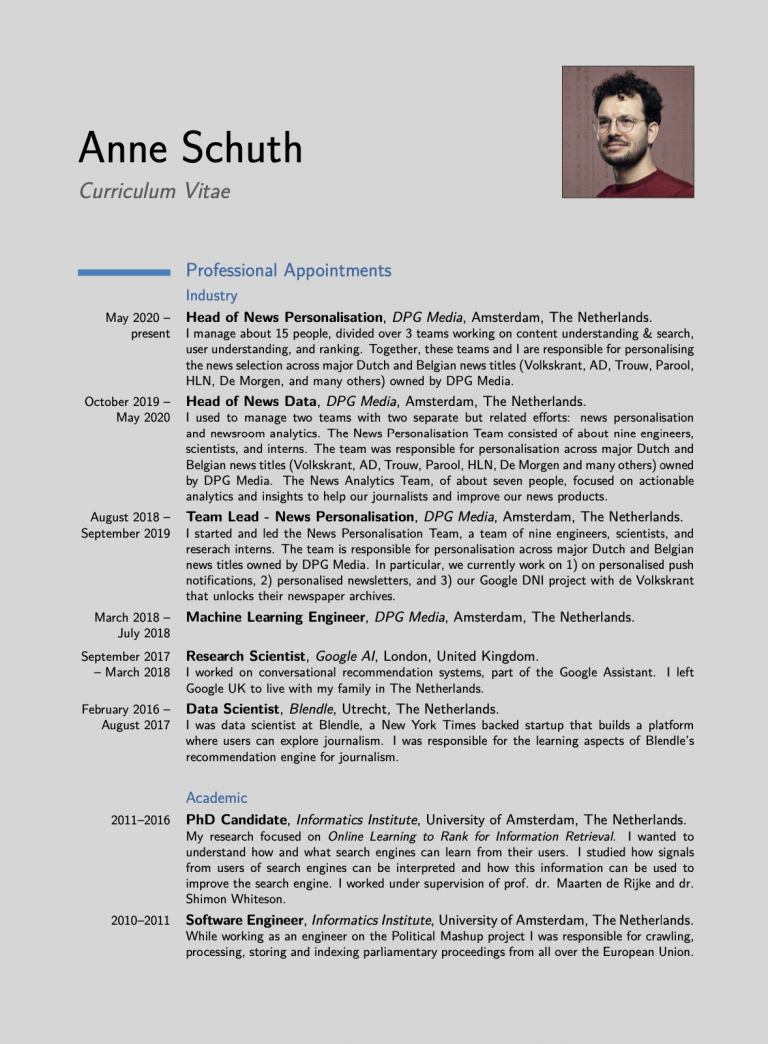 Anne Schuth
Curriculum Vitae
Professional Appointments
Industry
May 2020 –
present
Head of News Personalisation, DPG Media, Amsterdam, The Netherlands.
I manage about 15 people, divided over 3 teams working on content understanding & search,
user understanding, and ranking. Together, these teams and I are responsible for personalising
the news selection across major Dutch and Belgian news titles (Volkskrant, AD, Trouw, Parool,
HLN, De Morgen, and many others) owned by DPG Media.
October 2019 –
May 2020
Head of News Data, DPG Media, Amsterdam, The Netherlands.
I used to manage two teams with two separate but related efforts: news personalisation
and newsroom analytics. The News Personalisation Team consisted of about nine engineers,
scientists, and interns. The team was responsible for personalisation across major Dutch and
Belgian news titles (Volkskrant, AD, Trouw, Parool, HLN, De Morgen and many others) owned
by DPG Media. The News Analytics Team, of about seven people, focused on actionable
analytics and insights to help our journalists and improve our news products.
August 2018 –
September 2019
Team Lead - News Personalisation, DPG Media, Amsterdam, The Netherlands.
I started and led the News Personalisation Team, a team of nine engineers, scientists, and
reserach interns. The team is responsible for personalisation across major Dutch and Belgian
news titles owned by DPG Media. In particular, we currently work on 1) on personalised push
notifications, 2) personalised newsletters, and 3) our Google DNI project with de Volkskrant
that unlocks their newspaper archives.
March 2018 –
July 2018
Machine Learning Engineer, DPG Media, Amsterdam, The Netherlands.
September 2017
– March 2018
Research Scientist, Google AI, London, United Kingdom.
I worked on conversational recommendation systems, part of the Google Assistant. I left
Google UK to live with my family in The Netherlands.
February 2016 –
August 2017
Data Scientist, Blendle, Utrecht, The Netherlands.
I was data scientist at Blendle, a New York Times backed startup that builds a platform
where users can explore journalism. I was responsible for the learning aspects of Blendle's
recommendation engine for journalism.
Academic
2011–2016
PhD Candidate, Informatics Institute, University of Amsterdam, The Netherlands.
My research focused on Online Learning to Rank for Information Retrieval. I wanted to
understand how and what search engines can learn from their users. I studied how signals
from users of search engines can be interpreted and how this information can be used to
improve the search engine. I worked under supervision of prof. dr. Maarten de Rijke and dr.
Shimon Whiteson.
2010–2011
Software Engineer, Informatics Institute, University of Amsterdam, The Netherlands.
While working as an engineer on the Political Mashup project I was responsible for crawling,
processing, storing and indexing parliamentary proceedings from all over the European Union.